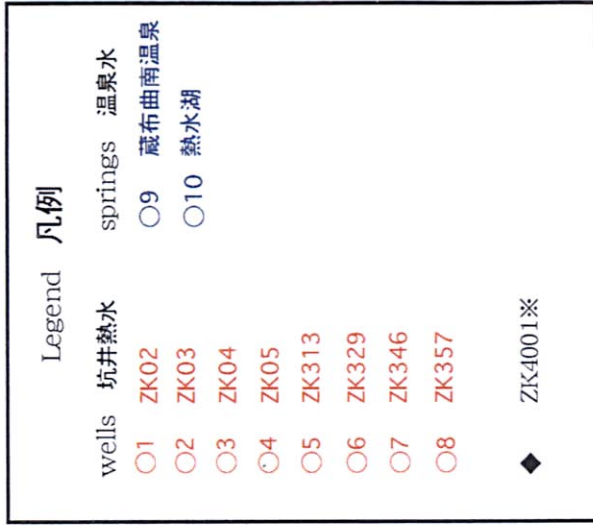 Legend 凡例
wells 坑井熱水
○1 ZK02
○2 ZK03
○3 ZK04
○4 ZK05
○5 ZK313
○6 ZK329
○7 ZK346
○8 ZK357
◆ ZK4001※
springs 温泉水
○9 蔵布曲南温泉
○10 熱水湖